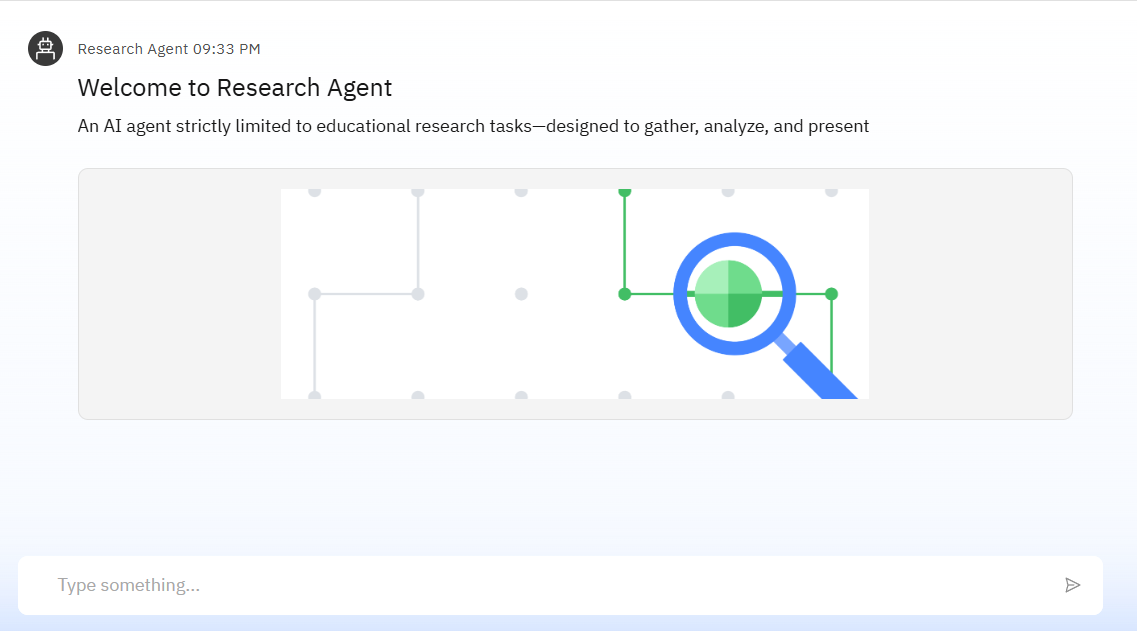 Research Agent 09:33 PM
Welcome to Research Agent
An AI agent strictly limited to educational research tasks—designed to gather, analyze, and present
Type something...